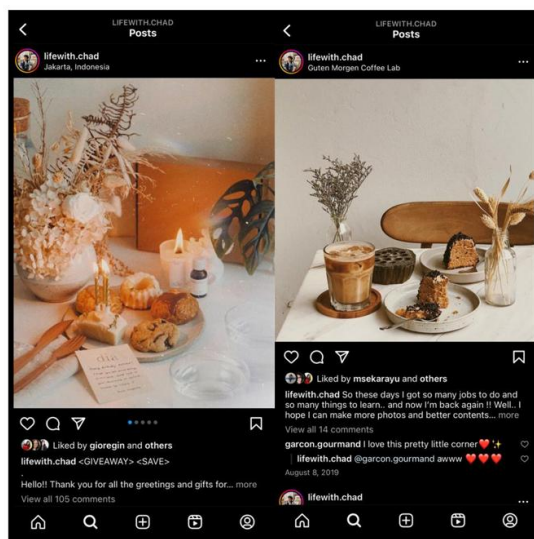 LIFEWITH.CHAD
Posts
lifewith.chad
Jakarta, Indonesia
dia
Liked by gioregin and others
lifewith.chad <GIVEAWAY> <SAVE>
.
Hello!! Thank you for all the greetings and gifts for... more
View all 105 comments
LIFEWITH.CHAD
Posts
lifewith.chad
Guten Morgen Coffee Lab
Liked by msekarayu and others
lifewith.chad So these days I got so many jobs to do and
so many things to learn.. and now I'm back again !! Well.. I
hope I can make more photos and better contents... more
View all 14 comments
garcon.gourmand I love this pretty little corner❤️✨
lifewith.chad @garcon.gourmand awww ❤️❤️❤️
August 8, 2019
lifewith.chad